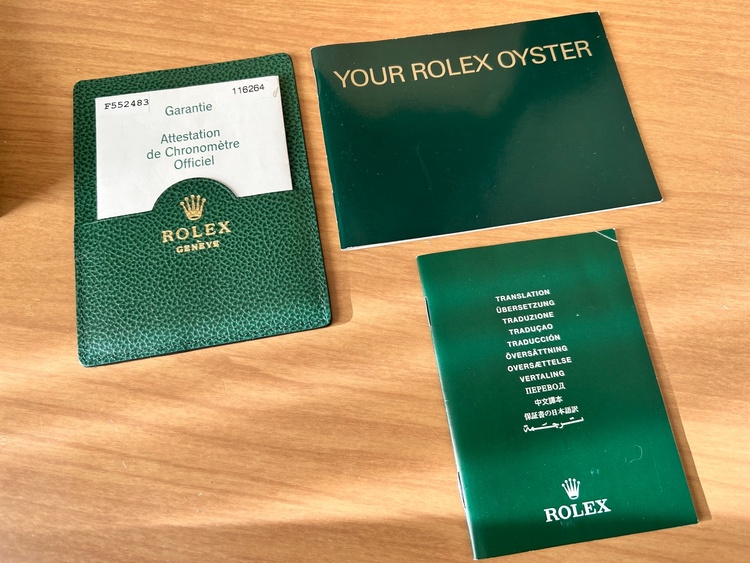 F552483
116264
Garantie
Attestation
de Chronomètre
Officiel
ROLEX
GENEVE
YOUR ROLEX OYSTER
TRANSLATION
ÜBERSETZUNG
TRADUZIONE
TRADUÇAO
TRADUCCIÓN
ÖVERSÄTTNING
OVERSÆTTELSE
VERTALING
ПЕРЕВОД
中文譯本
保証書の日本語訳
ترجمة
ROLEX